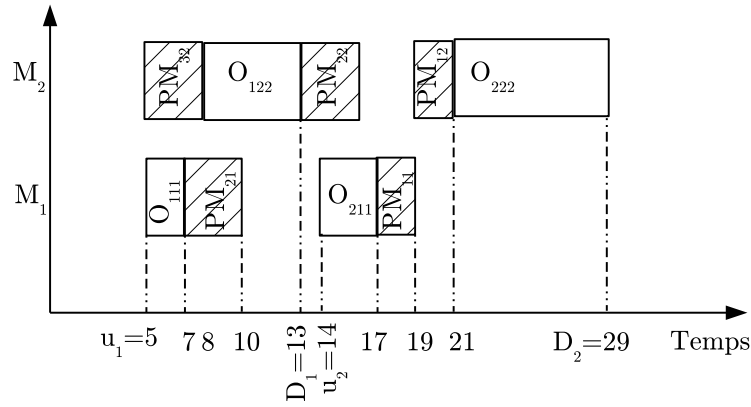 M₂ PM₃₂ O₁₂₂ PM₂₂ PM₁₂ O₂₂₂
M₁ O₁₁₁ PM₂₁ O₂₁₁ PM₁₁
u₁=5 7 8 10 D₁=13 u₂=14 17 19 21 D₂=29 Temps